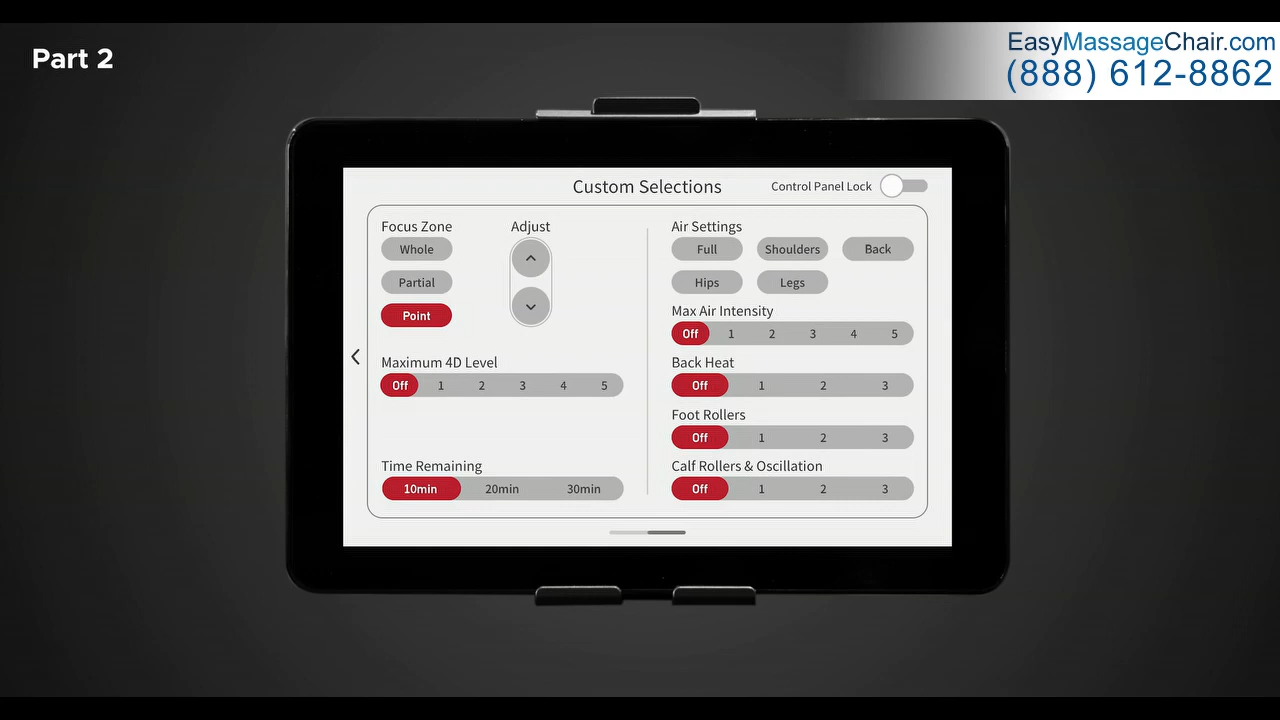 Part 2
EasyMassageChair.com
(888) 612-8862
Custom Selections
Control Panel Lock
Focus Zone
Whole
Partial
Point
Adjust
Maximum 4D Level
Off 1 2 3 4 5
Time Remaining
10min 20min 30min
Air Settings
Full Shoulders Back
Hips Legs
Max Air Intensity
Off 1 2 3 4 5
Back Heat
Off 1 2 3
Foot Rollers
Off 1 2 3
Calf Rollers & Oscillation
Off 1 2 3